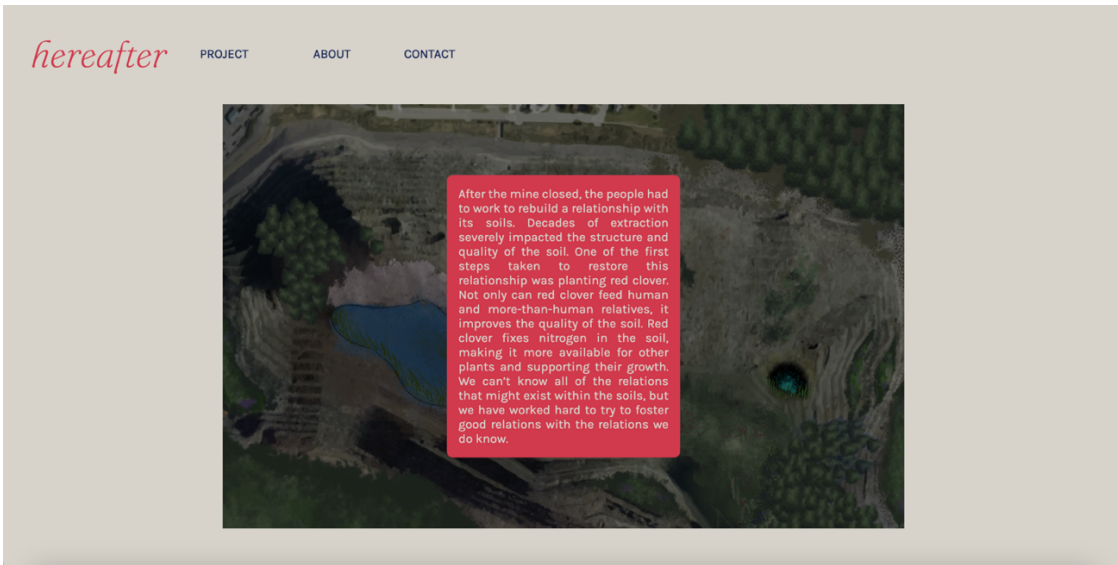 hereafter
PROJECT
ABOUT
CONTACT
After the mine closed, the people had
to work to rebuild a relationship with
its soils. Decades of extraction
severely impacted the structure and
quality of the soil. One of the first
steps taken to restore this
relationship was planting red clover.
Not only can red clover feed human
and more-than-human relatives, it
improves the quality of the soil. Red
clover fixes nitrogen in the soil,
making it more available for other
plants and supporting their growth.
We can't know all of the relations
that might exist within the soils, but
we have worked hard to try to foster
good relations with the relations we
do know.